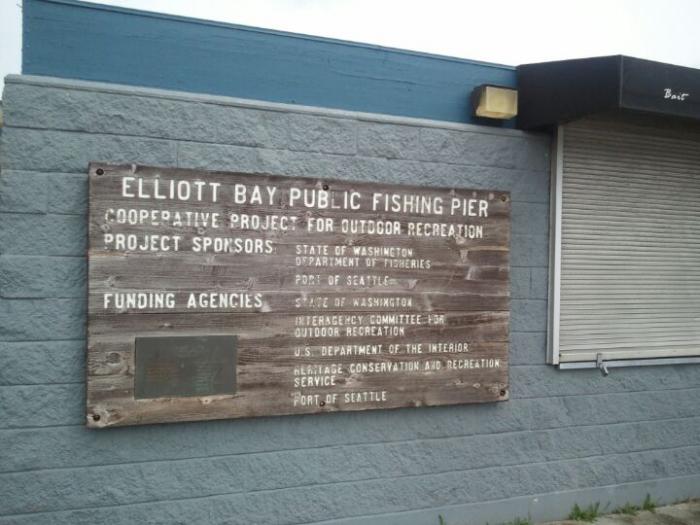 Bait
ELLIOTT BAY PUBLIC FISHING PIER
COOPERATIVE PROJECT FOR OUTDOOR RECREATION
PROJECT SPONSORS STATE OF WASHINGTON
DEPARTMENT OF FISHERIES
PORT OF SEATTLE
FUNDING AGENCIES STATE OF WASHINGTON
INTERAGENCY COMMITTEE FOR
OUTDOOR RECREATION
U.S. DEPARTMENT OF THE INTERIOR
HERITAGE CONSERVATION AND RECREATION
SERVICE
PORT OF SEATTLE